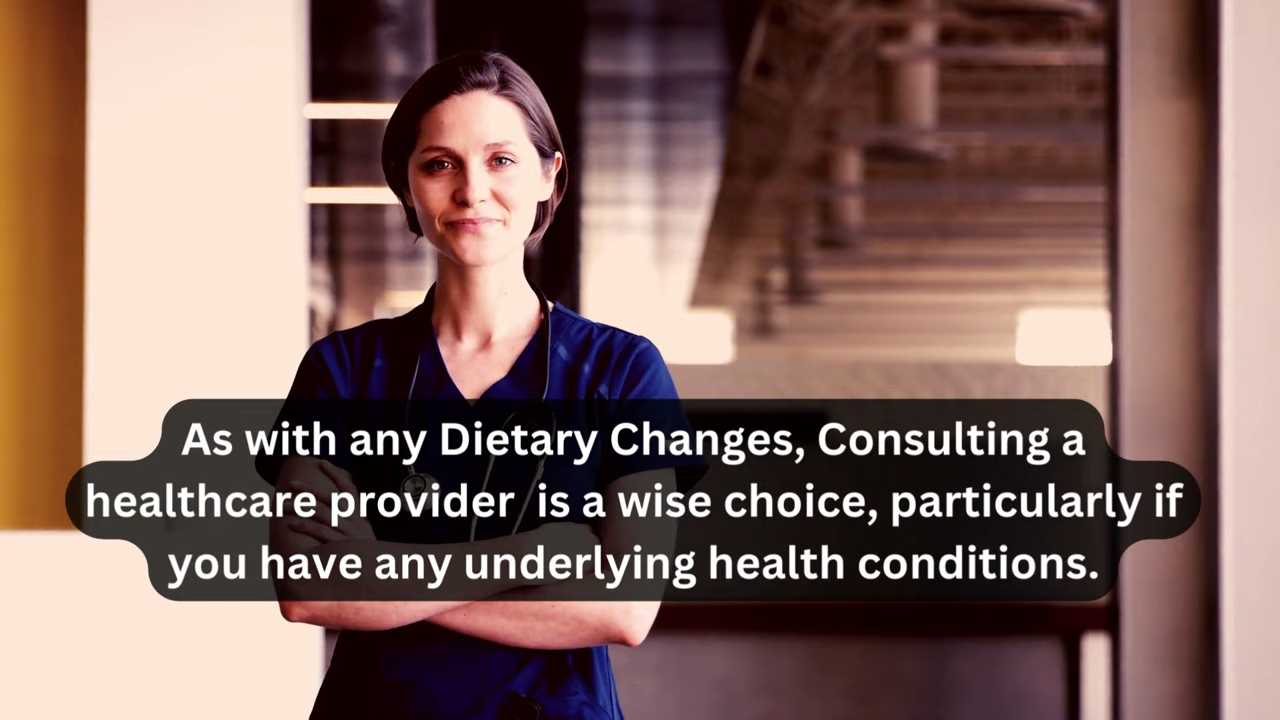 As with any Dietary Changes, Consulting a
healthcare provider  is a wise choice, particularly if
you have any underlying health conditions.